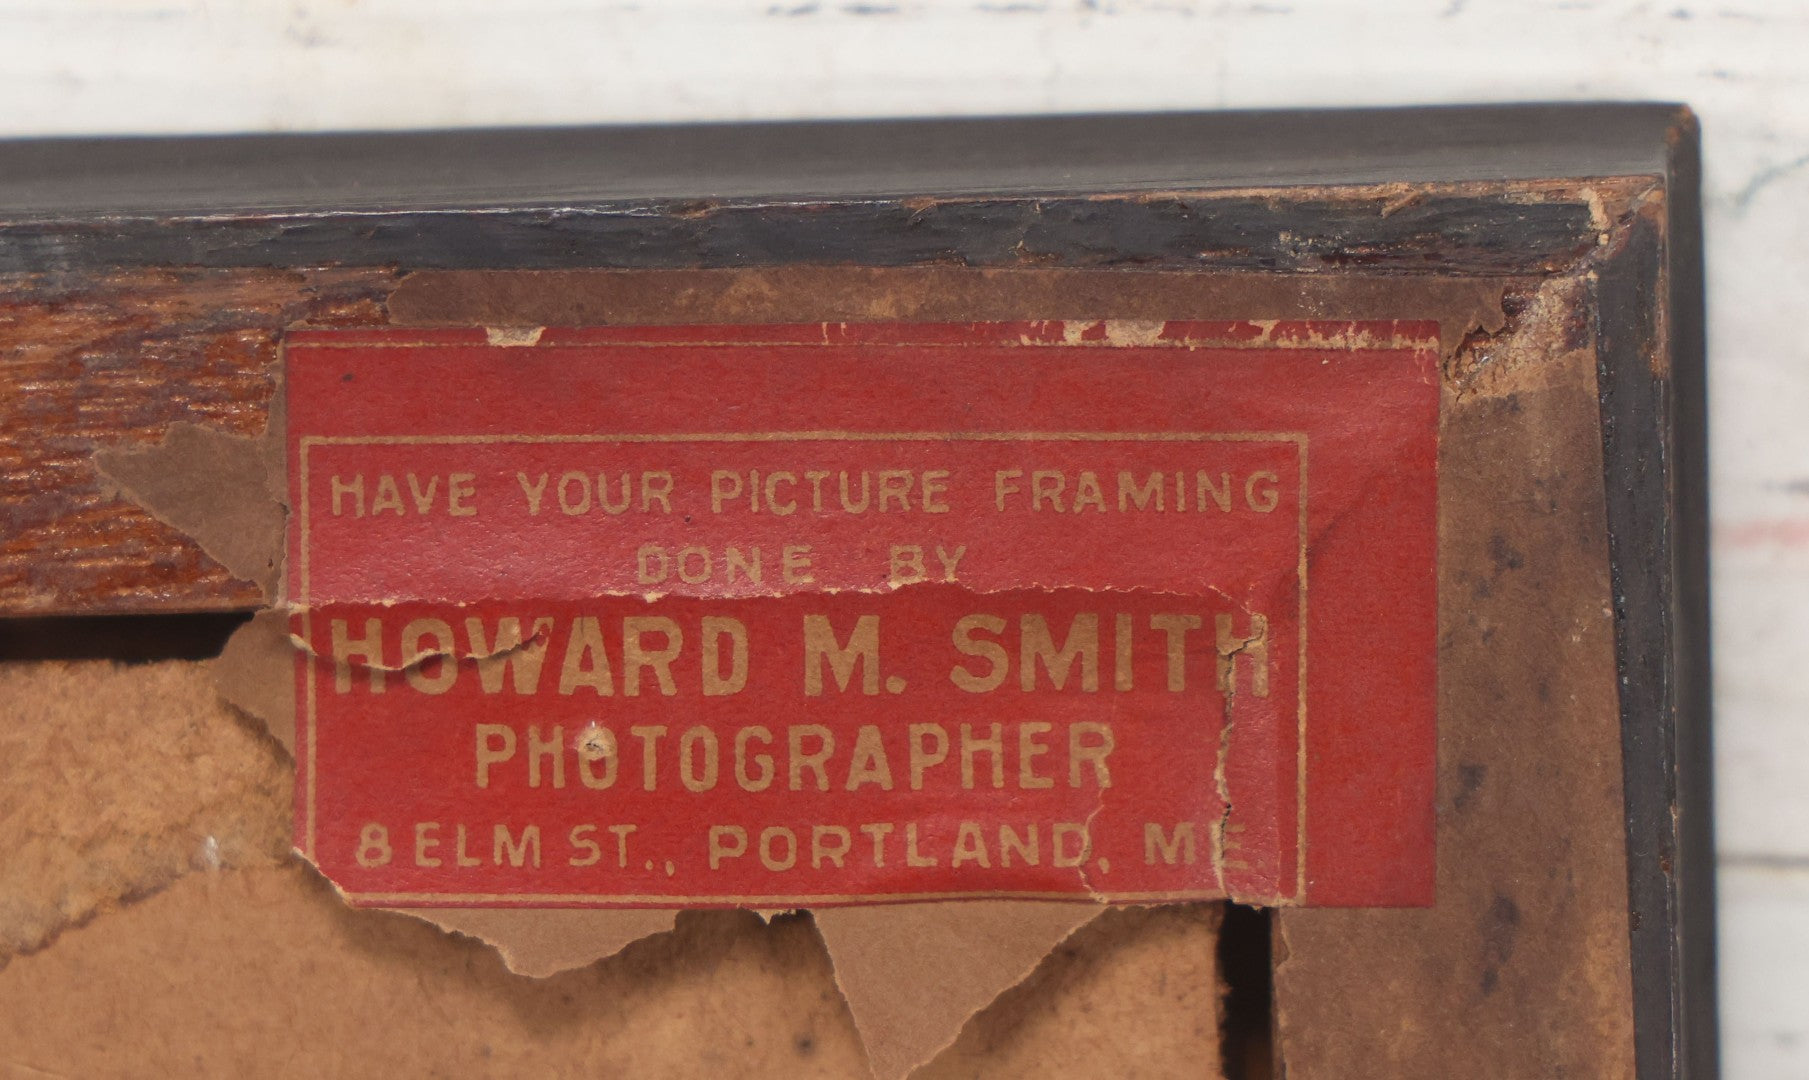 HAVE YOUR PICTURE FRAMING
DONE BY
HOWARD M. SMITH
PHOTOGRAPHER
8 ELM ST., PORTLAND, ME